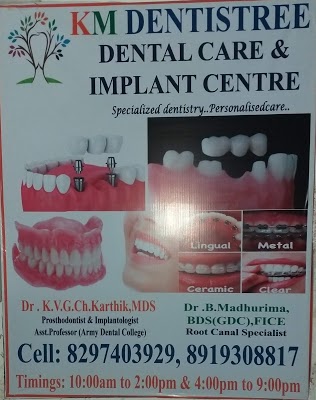 KM DENTISTREE
DENTAL CARE &
IMPLANT CENTRE
Specialized dentistry..Personalisedcare..
Lingual
Metal
Ceramic
Clear
Dr . K.V.G.Ch.Karthik,MDS
Prosthodontist & Implantologist
Asst.Professor (Army Dental College)
Dr .B.Madhurima,
BDS(GDC),FICE
Root Canal Specialist
Cell: 8297403929, 8919308817
Timings: 10:00am to 2:00pm & 4:00pm to 9:00pm